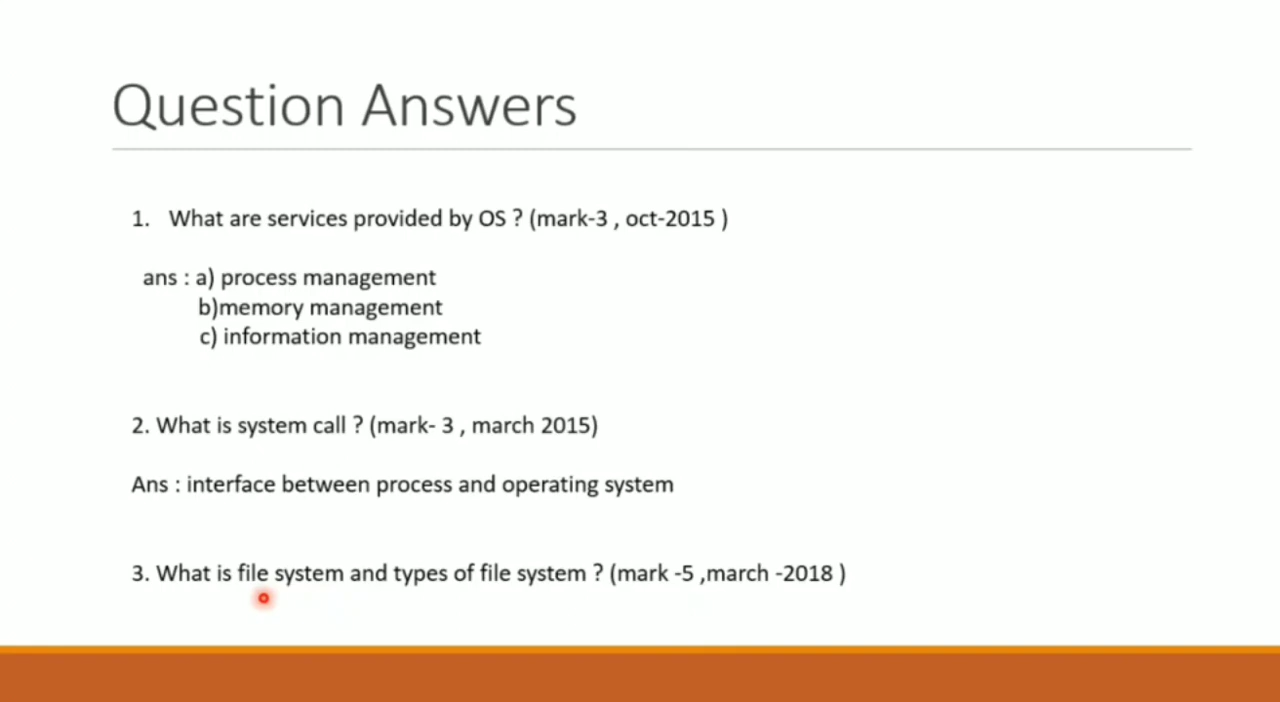 Question Answers
1. What are services provided by OS ? (mark-3 , oct-2015 )
ans : a) process management
b)memory management
c) information management
2. What is system call ? (mark- 3 , march 2015)
Ans : interface between process and operating system
3. What is file system and types of file system ? (mark -5 ,march -2018 )